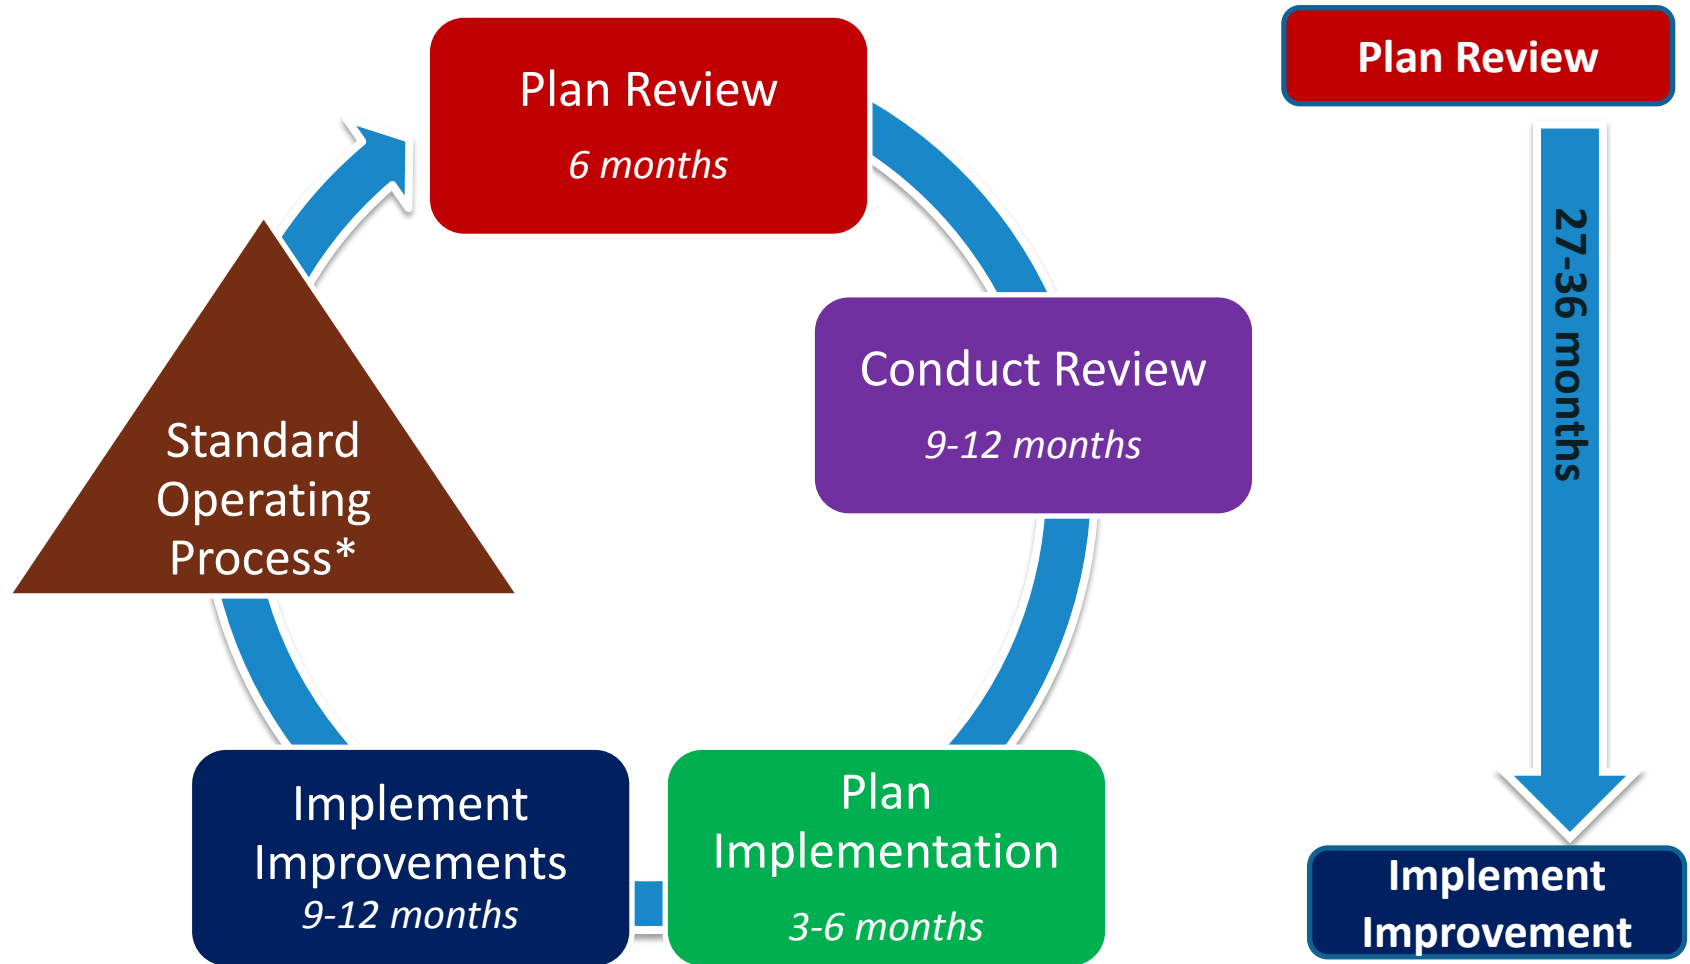 Plan Review
6 months
Conduct Review
9-12 months
Plan
Implementation
3-6 months
Implement
Improvements
9-12 months
Standard
Operating
Process*
Plan Review
27-36 months
Implement
Improvement